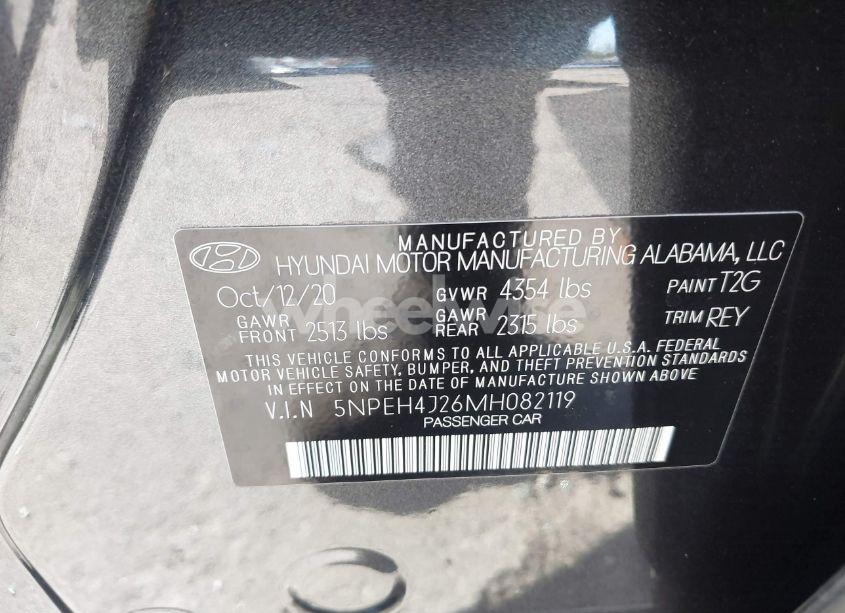 MANUFACTURED BY
HYUNDAI MOTOR MANUFACTURING ALABAMA, LLC
Oct/12/20 GVWR 4354 lbs PAINT T2G
GAWR FRONT 2513 lbs GAWR REAR 2315 lbs TRIM REY
THIS VEHICLE CONFORMS TO ALL APPLICABLE U.S.A. FEDERAL
MOTOR VEHICLE SAFETY, BUMPER, AND THEFT PREVENTION STANDARDS
IN EFFECT ON THE DATE OF MANUFACTURE SHOWN ABOVE
V.I.N 5NPEH4J26MH082119
PASSENGER CAR
wheelwise